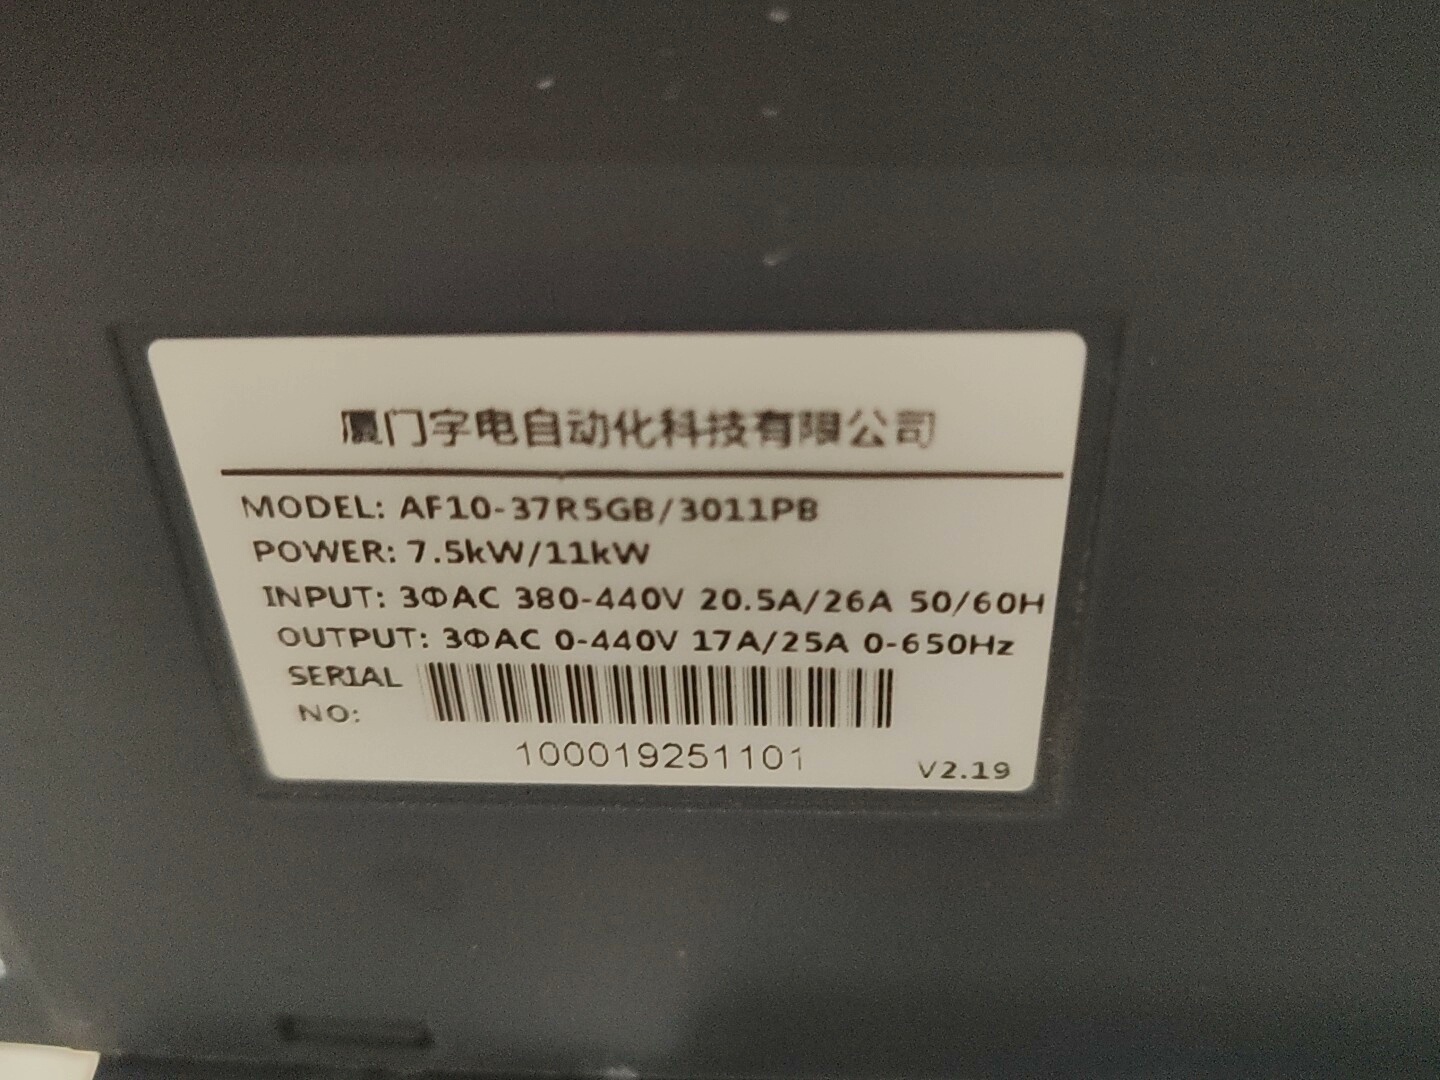 厦门宇电自动化科技有限公司
MODEL: AF10-37R5GB/3011PB
POWER: 7.5kW/11kW
INPUT: 3ΦAC 380-440V 20.5A/26A 50/60H
OUTPUT: 3ΦAC 0-440V 17A/25A 0-650Hz
SERIAL
NO:
100019251101
V2.19